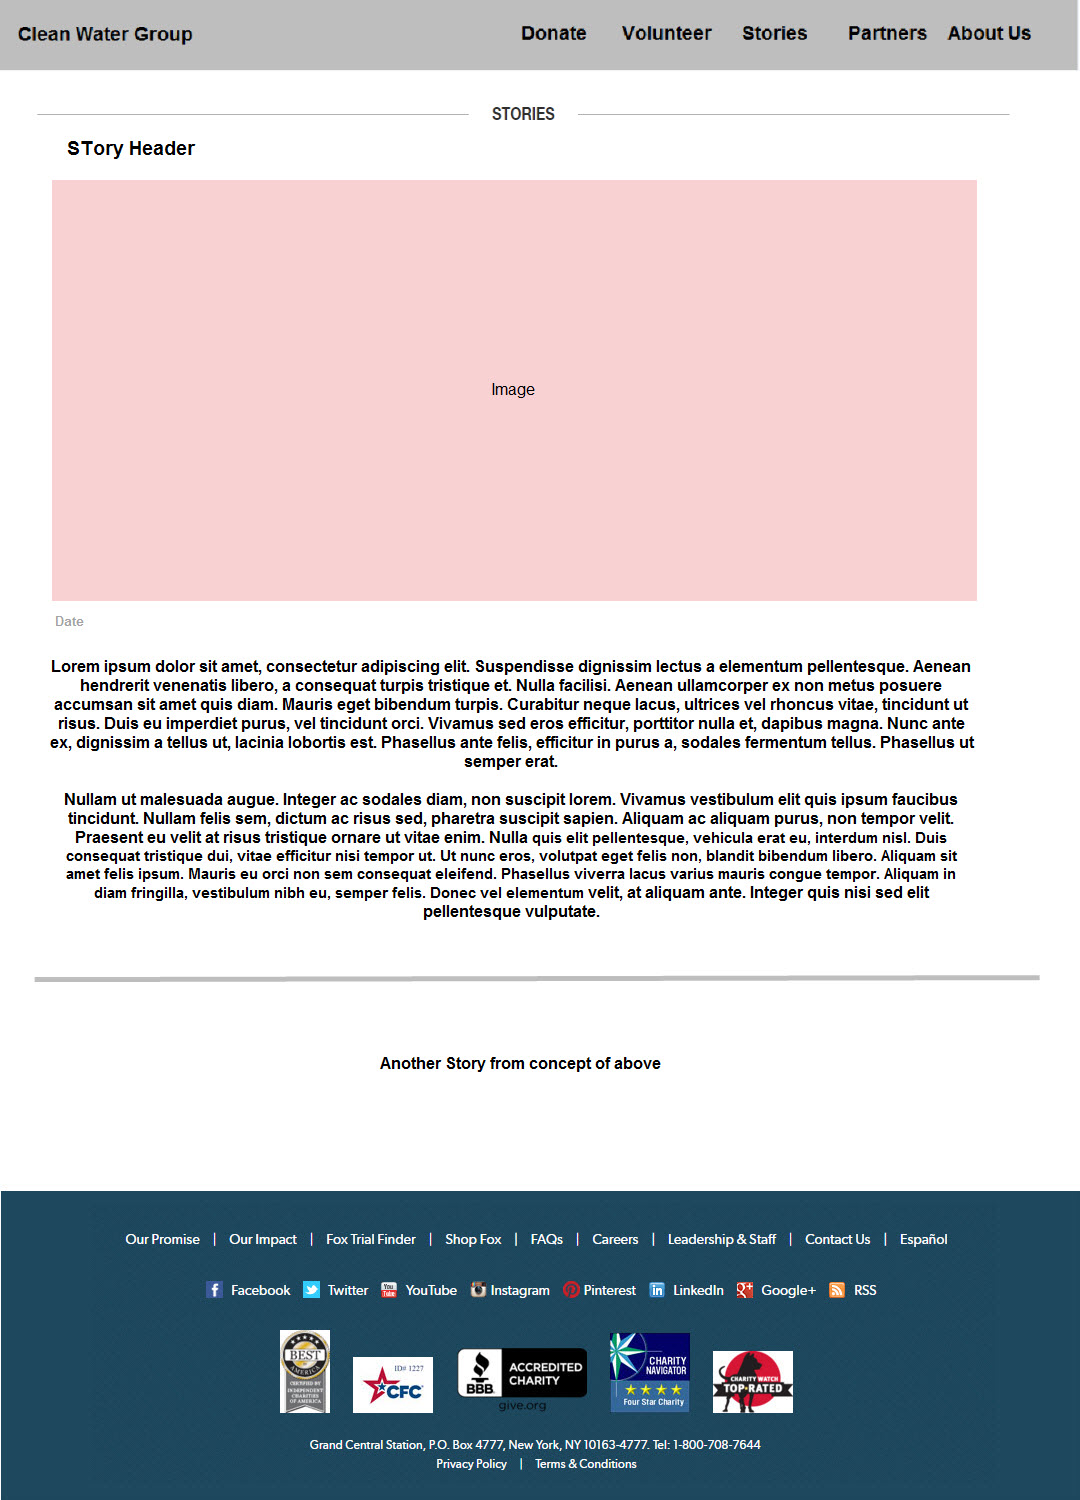 Clean Water Group Donate Volunteer Stories Partners About Us
STORIES
STory Header
Image
Date
Lorem ipsum dolor sit amet, consectetur adipiscing elit. Suspendisse dignissim lectus a elementum pellentesque. Aenean
hendrerit venenatis libero, a consequat turpis tristique et. Nulla facilisi. Aenean ullamcorper ex non metus posuere
accumsan sit amet quis diam. Mauris eget bibendum turpis. Curabitur neque lacus, ultrices vel rhoncus vitae, tincidunt ut
risus. Duis eu imperdiet purus, vel tincidunt orci. Vivamus sed eros efficitur, porttitor nulla et, dapibus magna. Nunc ante
ex, dignissim a tellus ut, lacinia lobortis est. Phasellus ante felis, efficitur in purus a, sodales fermentum tellus. Phasellus ut
semper erat.
Nullam ut malesuada augue. Integer ac sodales diam, non suscipit lorem. Vivamus vestibulum elit quis ipsum faucibus
tincidunt. Nullam felis sem, dictum ac risus sed, pharetra suscipit sapien. Aliquam ac aliquam purus, non tempor velit.
Praesent eu velit at risus tristique ornare ut vitae enim. Nulla quis elit pellentesque, vehicula erat eu, interdum nisl. Duis
consequat tristique dui, vitae efficitur nisi tempor ut. Ut nunc eros, volutpat eget felis non, blandit bibendum libero. Aliquam sit
amet felis ipsum. Mauris eu orci non sem consequat eleifend. Phasellus viverra lacus varius mauris congue tempor. Aliquam in
diam fringilla, vestibulum nibh eu, semper felis. Donec vel elementum velit, at aliquam ante. Integer quis nisi sed elit
pellentesque vulputate.
Another Story from concept of above
Our Promise | Our Impact | Fox Trial Finder | Shop Fox | FAQs | Careers | Leadership & Staff | Contact Us | Español
Facebook Twitter YouTube Instagram Pinterest LinkedIn Google+ RSS
BEST
AMERICA
CERTIFIED BY
INDEPENDENT
CHARITIES
OF AMERICA
ID# 1227
CFC
BBB
ACCREDITED
CHARITY
give.org
CHARITY
NAVIGATOR
Four Star Charity
CHARITY WATCH
TOP-RATED
Grand Central Station, P.O. Box 4777, New York, NY 10163-4777. Tel: 1-800-708-7644
Privacy Policy | Terms & Conditions